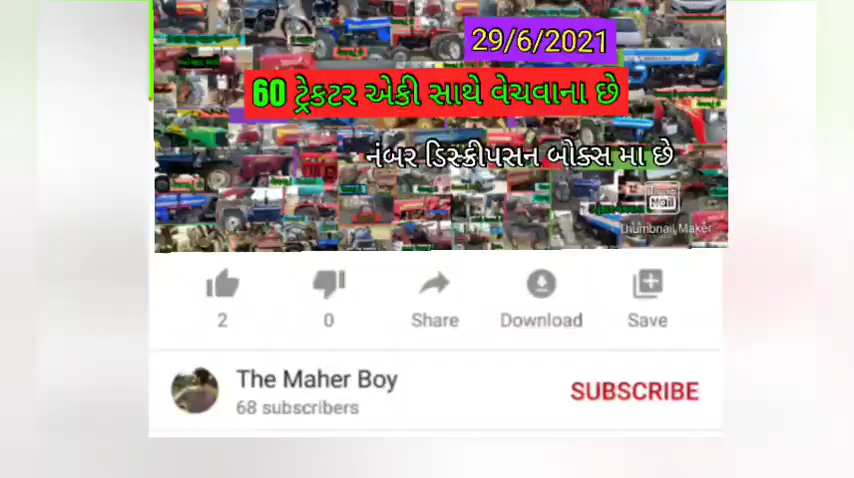 29/6/2021
60 ટ્રેકટર એકી સાથે વેચવાના છે
નંબર ડિસ્ક્રીપસન બોક્સ મા છે
Thumbnail Maker
2
0
Share
Download
Save
The Maher Boy
68 subscribers
SUBSCRIBE